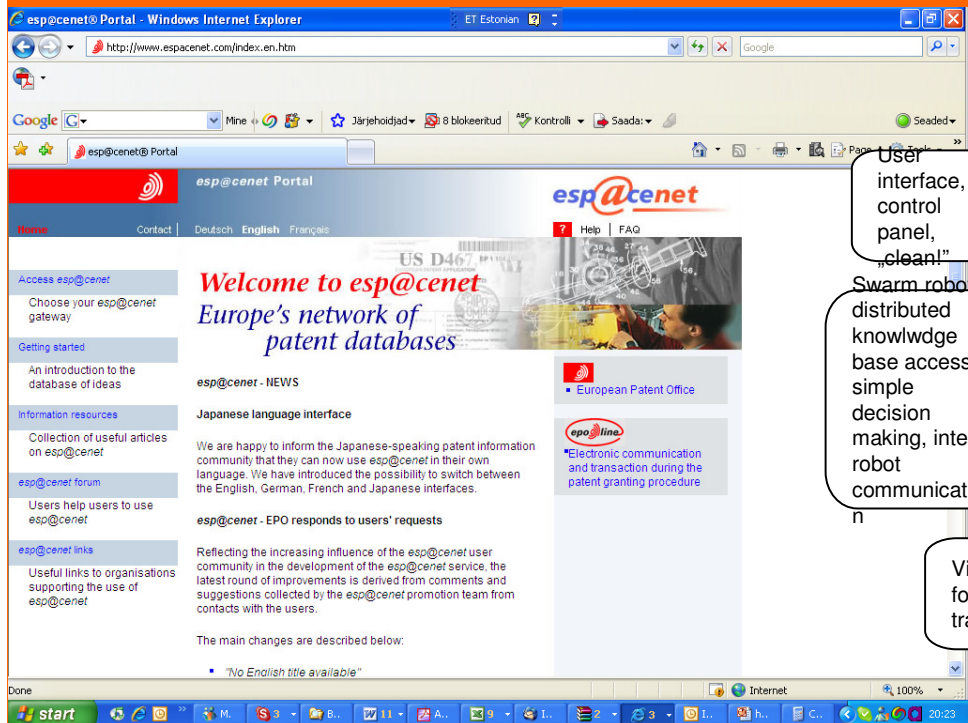 esp@cenet® Portal - Windows Internet Explorer
ET Estonian
http://www.espacenet.com/index.en.htm
Google
Google
Mine
Järjehoidjad
8 blokeeritud
Kontrolli
Saada:
Seaded
esp@cenet® Portal
Page
Tools
esp@cenet Portal
esp@cenet
Home
Contact
Deutsch English Français
? Help FAQ
US D467
Access esp@cenet
Choose your esp@cenet
gateway
Getting started
An introduction to the
database of ideas
Information resources
Collection of useful articles
on esp@cenet
esp@cenet forum
Users help users to use
esp@cenet
esp@cenet links
Useful links to organisations
supporting the use of
esp@cenet
Welcome to esp@cenet
Europe's network of
patent databases
esp@cenet - NEWS
Japanese language interface
We are happy to inform the Japanese-speaking patent information
community that they can now use esp@cenet in their own
language. We have introduced the possibility to switch between
the English, German, French and Japanese interfaces.
esp@cenet - EPO responds to users' requests
Reflecting the increasing influence of the esp@cenet user
community in the development of the esp@cenet service, the
latest round of improvements is derived from comments and
suggestions collected by the esp@cenet promotion team from
contacts with the users.
The main changes are described below:
"No English title available"
European Patent Office
epoline
Electronic communication
and transaction during the
patent granting procedure
User
interface,
control
panel,
„clean!”
Swarm robot
distributed
knowlwdge
base access
simple
decision
making, inte
robot
communicat
n
Vi
fo
tra
Done
Internet
100%
start
M.
3
B..
11
A..
9
I..
2
3
I..
h..
C..
20:23